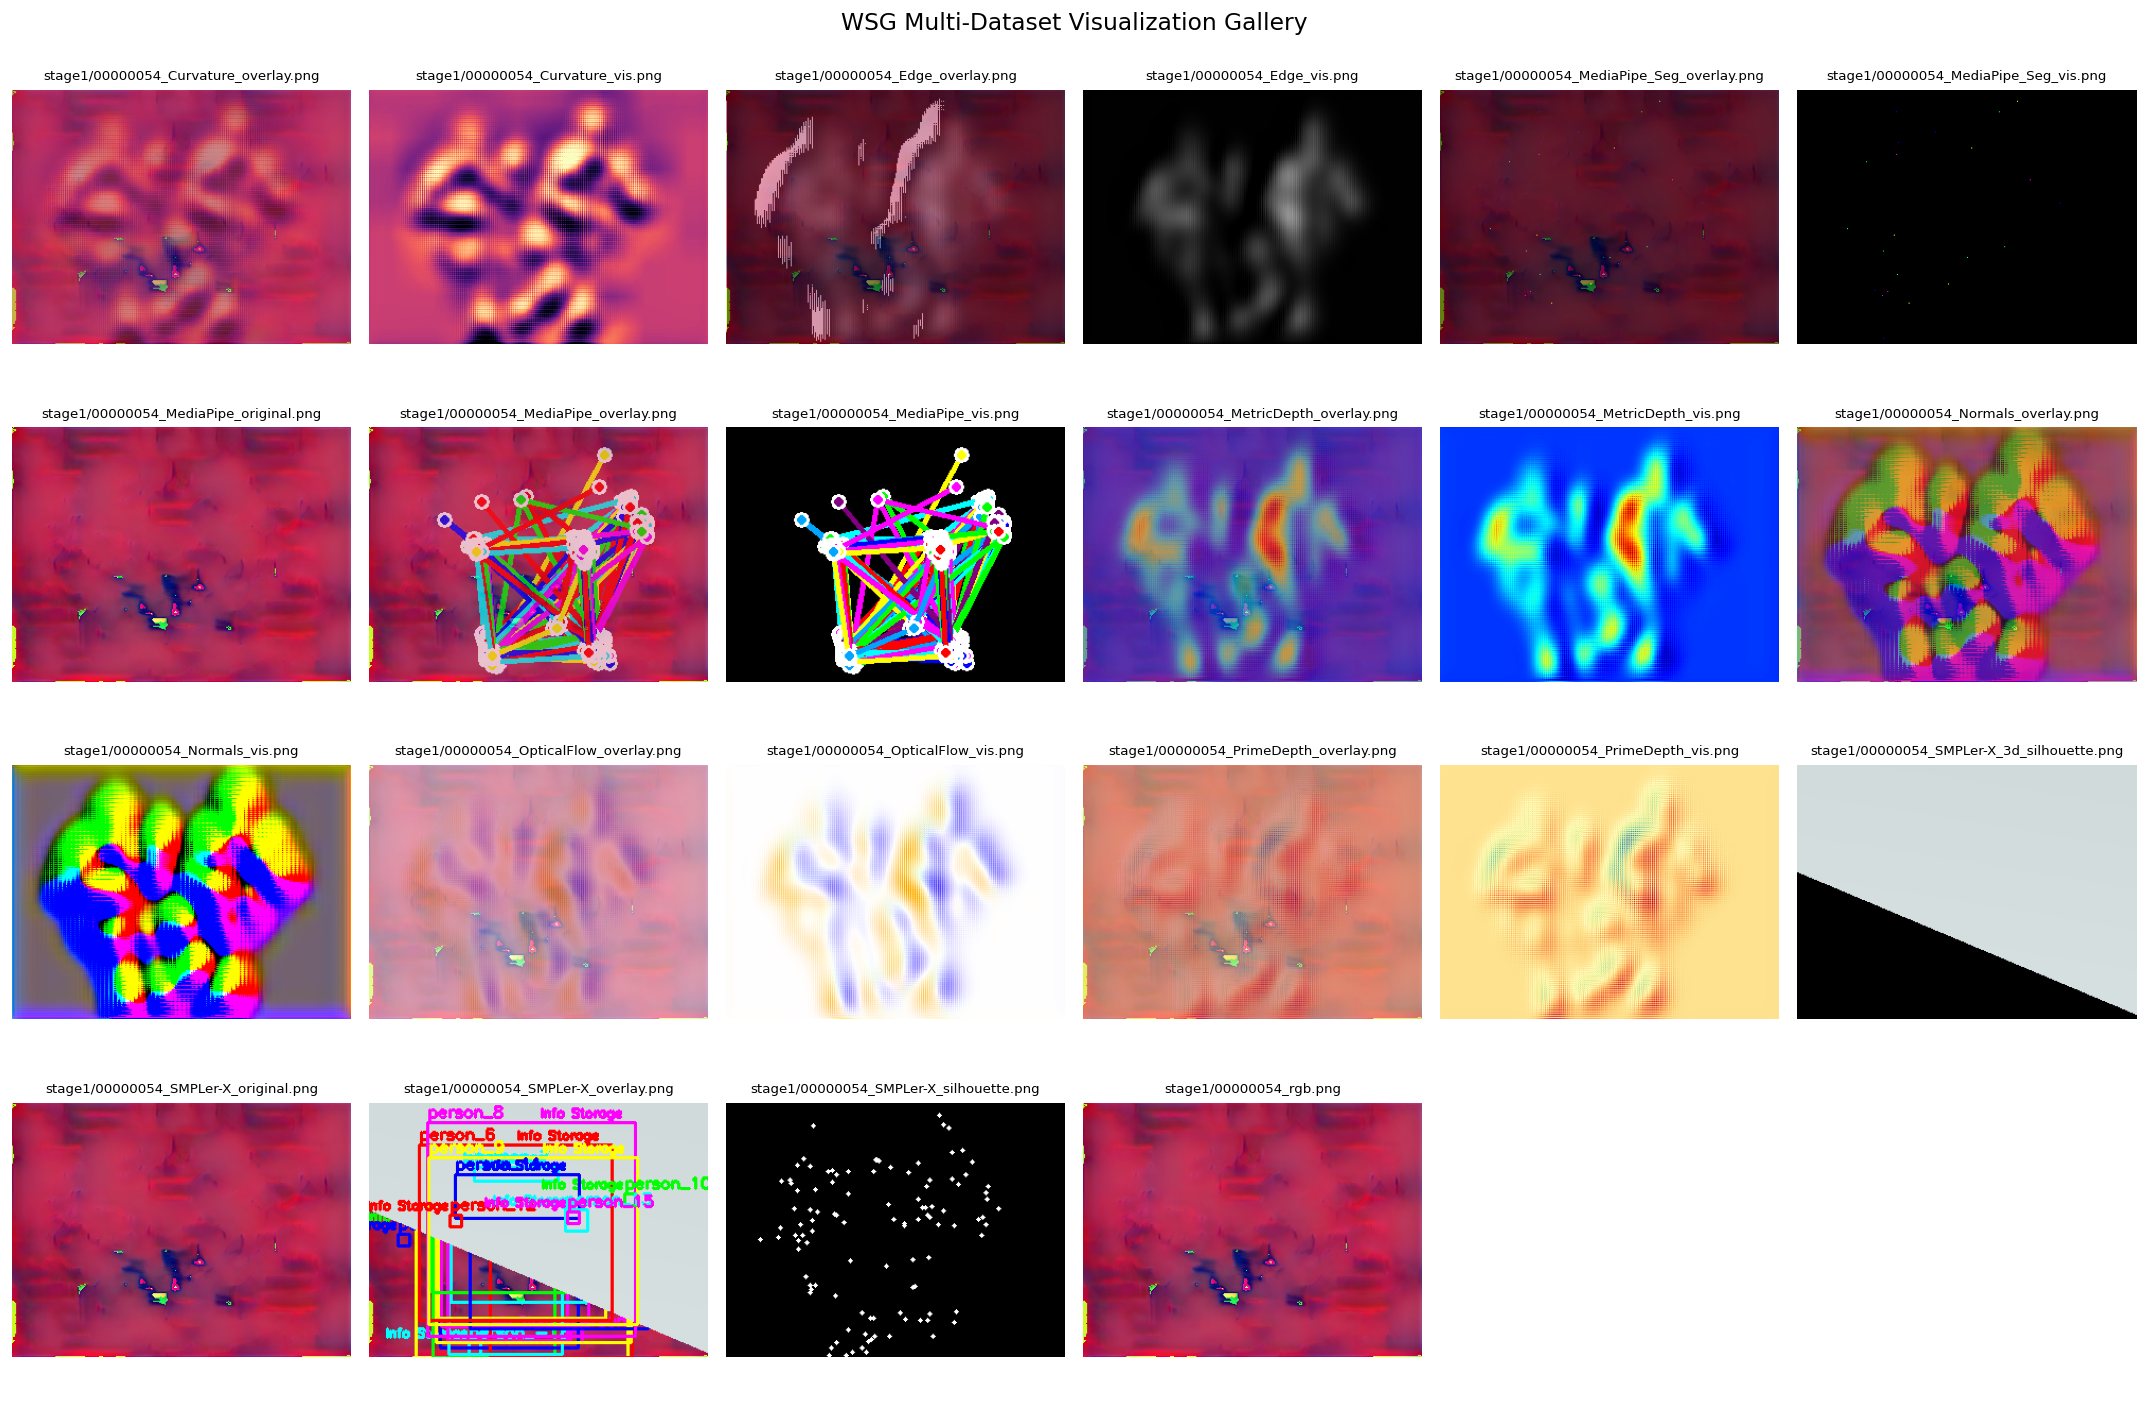 WSG Multi-Dataset Visualization Gallery
stage1/00000054_Curvature_overlay.png
stage1/00000054_Curvature_vis.png
stage1/00000054_Edge_overlay.png
stage1/00000054_Edge_vis.png
stage1/00000054_MediaPipe_Seg_overlay.png
stage1/00000054_MediaPipe_Seg_vis.png
stage1/00000054_MediaPipe_original.png
stage1/00000054_MediaPipe_overlay.png
stage1/00000054_MediaPipe_vis.png
stage1/00000054_MetricDepth_overlay.png
stage1/00000054_MetricDepth_vis.png
stage1/00000054_Normals_overlay.png
stage1/00000054_Normals_vis.png
stage1/00000054_OpticalFlow_overlay.png
stage1/00000054_OpticalFlow_vis.png
stage1/00000054_PrimeDepth_overlay.png
stage1/00000054_PrimeDepth_vis.png
stage1/00000054_SMPLer-X_3d_silhouette.png
stage1/00000054_SMPLer-X_original.png
stage1/00000054_SMPLer-X_overlay.png
stage1/00000054_SMPLer-X_silhouette.png
stage1/00000054_rgb.png
person_8 Info Storage
person_6 Info Storage
Info Storage
Info Storage person_10
person_15
Info Storage